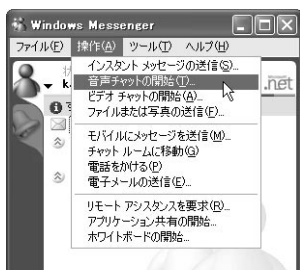 Windows Messenger
ファイル(F) 操作(A) ツール(T) ヘルプ(H)
インスタント メッセージの送信(S)...
音声チャットの開始(T)...
ビデオ チャットの開始(A)...
ファイルまたは写真の送信(F)...
モバイルにメッセージを送信(M)...
チャット ルームに移動(G)
電話をかける(P)
電子メールの送信(E)...
リモート アシスタンスを要求(R)...
アプリケーション共有の開始...
ホワイトボードの開始...
.net